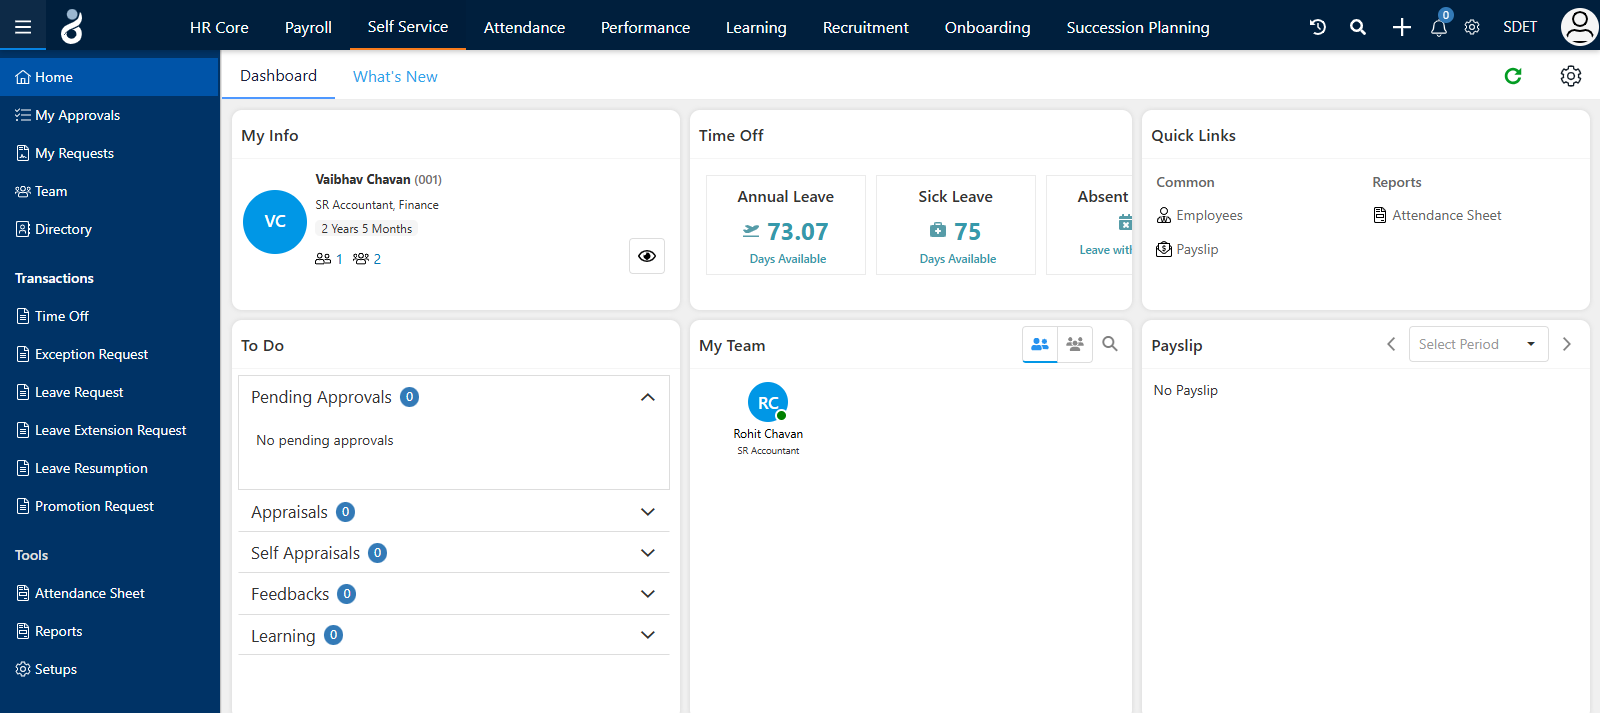 HR Core Payroll Self Service Attendance Performance Learning Recruitment Onboarding Succession Planning 0 SDET
Home
My Approvals
My Requests
Team
Directory
Transactions
Time Off
Exception Request
Leave Request
Leave Extension Request
Leave Resumption
Promotion Request
Tools
Attendance Sheet
Reports
Setups
Dashboard What's New
My Info
VC
Vaibhav Chavan (001)
SR Accountant, Finance
2 Years 5 Months
1 2
Time Off
Annual Leave
73.07
Days Available
Sick Leave
75
Days Available
Absent
Leave with
Quick Links
Common
Employees
Payslip
Reports
Attendance Sheet
To Do
Pending Approvals 0
No pending approvals
Appraisals 0
Self Appraisals 0
Feedbacks 0
Learning 0
My Team
RC
Rohit Chavan
SR Accountant
Payslip
Select Period
No Payslip